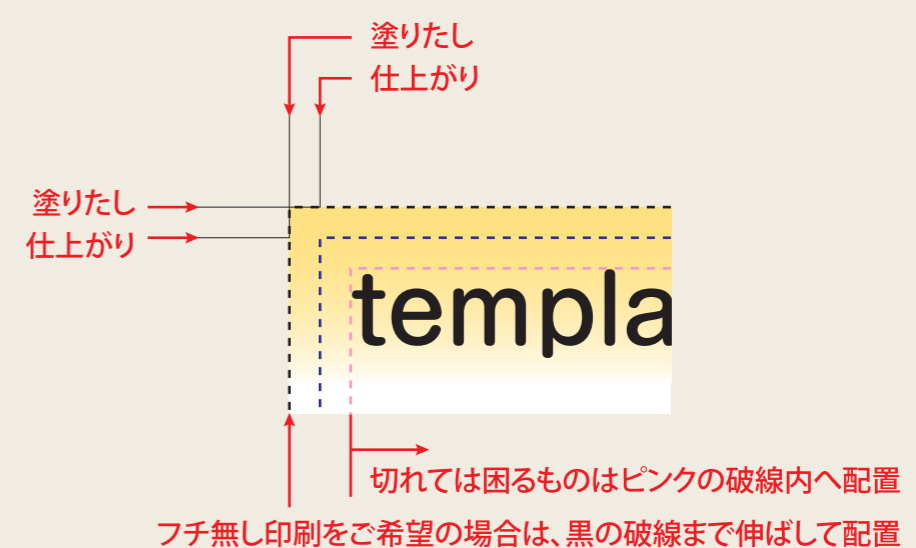 塗りたし
仕上がり
塗りたし
仕上がり
templa
切れては困るものはピンクの破線内へ配置
フチ無し印刷をご希望の場合は、黒の破線まで伸ばして配置